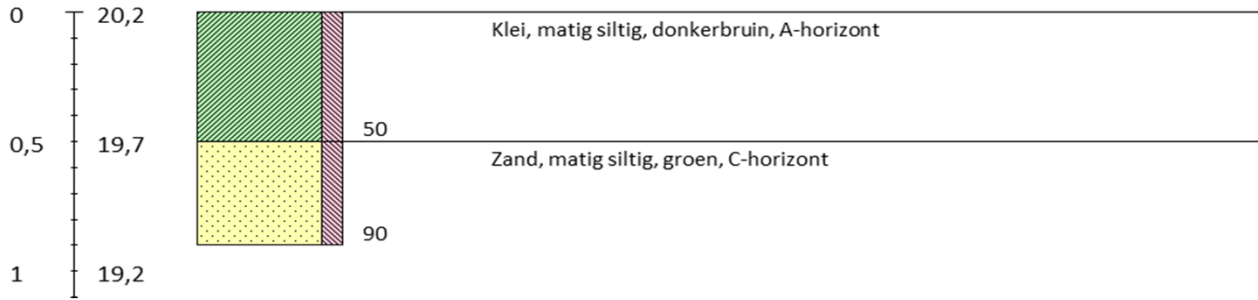 0 20,2
Klei, matig siltig, donkerbruin, A-horizont
50
0,5 19,7
Zand, matig siltig, groen, C-horizont
90
1 19,2